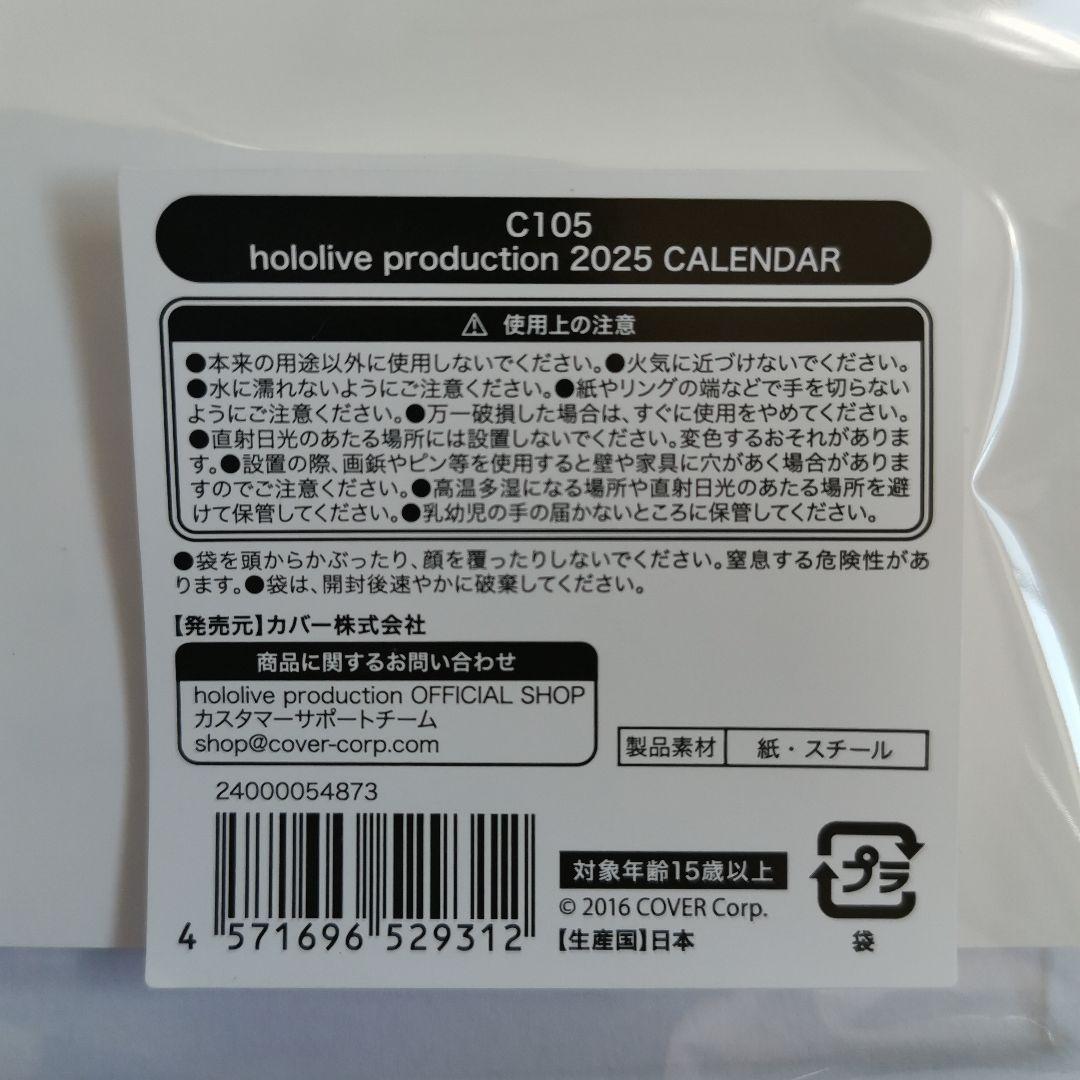 C105
hololive production 2025 CALENDAR
⚠ 使用上の注意
●本来の用途以外に使用しないでください。●火気に近づけないでください。
●水に濡れないようにご注意ください。●紙やリングの端などで手を切らない
ようにご注意ください。●万一破損した場合は、すぐに使用をやめてください。
●直射日光のあたる場所には設置しないでください。変色するおそれがありま
す。●設置の際、画鋲やピン等を使用すると壁や家具に穴があく場合がありま
すのでご注意ください。●高温多湿になる場所や直射日光のあたる場所を避
けて保管してください。●乳幼児の手の届かないところに保管してください。
●袋を頭からかぶったり、顔を覆ったりしないでください。窒息する危険性があ
ります。●袋は、開封後速やかに破棄してください。
【発売元】カバー株式会社
商品に関するお問い合わせ
hololive production OFFICIAL SHOP
カスタマーサポートチーム
shop@cover-corp.com
製品素材 紙・スチール
24000054873
4 571696 529312
対象年齢15歳以上
© 2016 COVER Corp.
【生産国】日本
プラ
袋